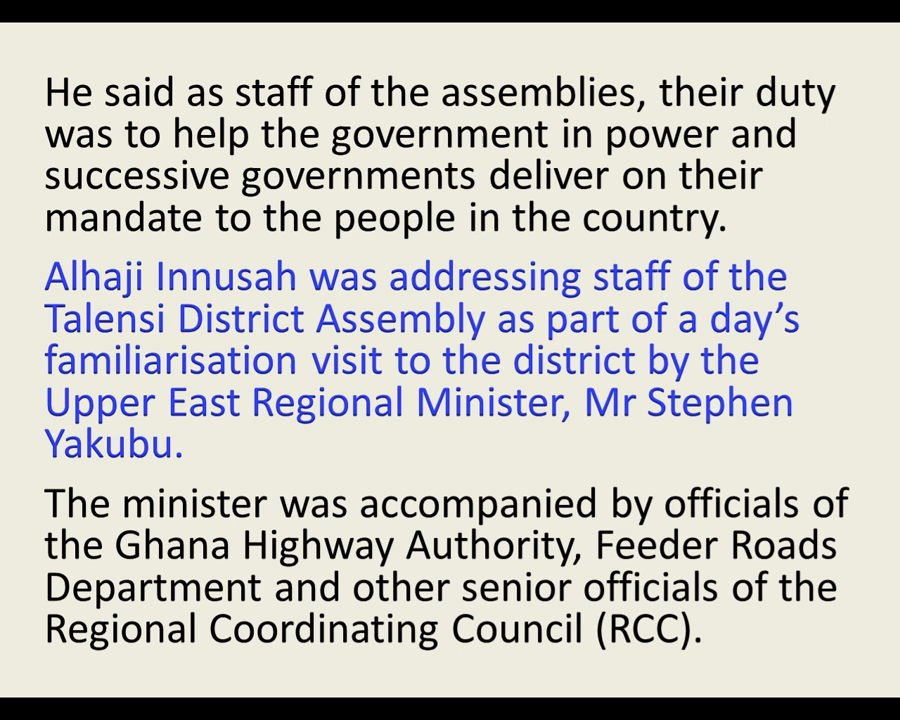 He said as staff of the assemblies, their duty
was to help the government in power and
successive governments deliver on their
mandate to the people in the country.
Alhaji Innusah was addressing staff of the
Talensi District Assembly as part of a day’s
familiarisation visit to the district by the
Upper East Regional Minister, Mr Stephen
Yakubu.
The minister was accompanied by officials of
the Ghana Highway Authority, Feeder Roads
Department and other senior officials of the
Regional Coordinating Council (RCC).